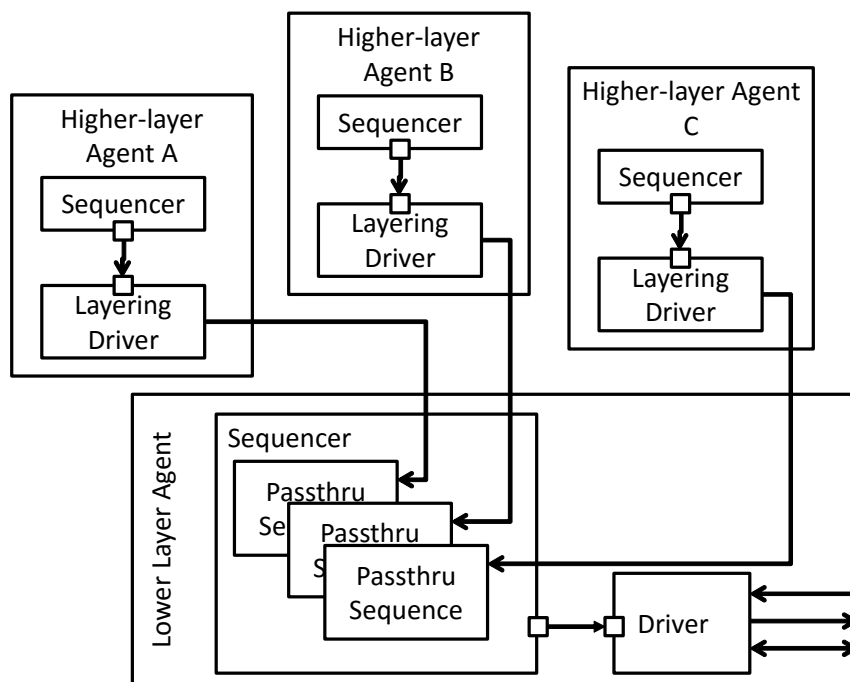 Higher-layer
Agent A
Sequencer
Layering
Driver
Higher-layer
Agent B
Sequencer
Layering
Driver
Higher-layer Agent
C
Sequencer
Layering
Driver
Lower Layer Agent
Sequencer
Passthru
Se
Passthru
S
Passthru
Sequence
Driver